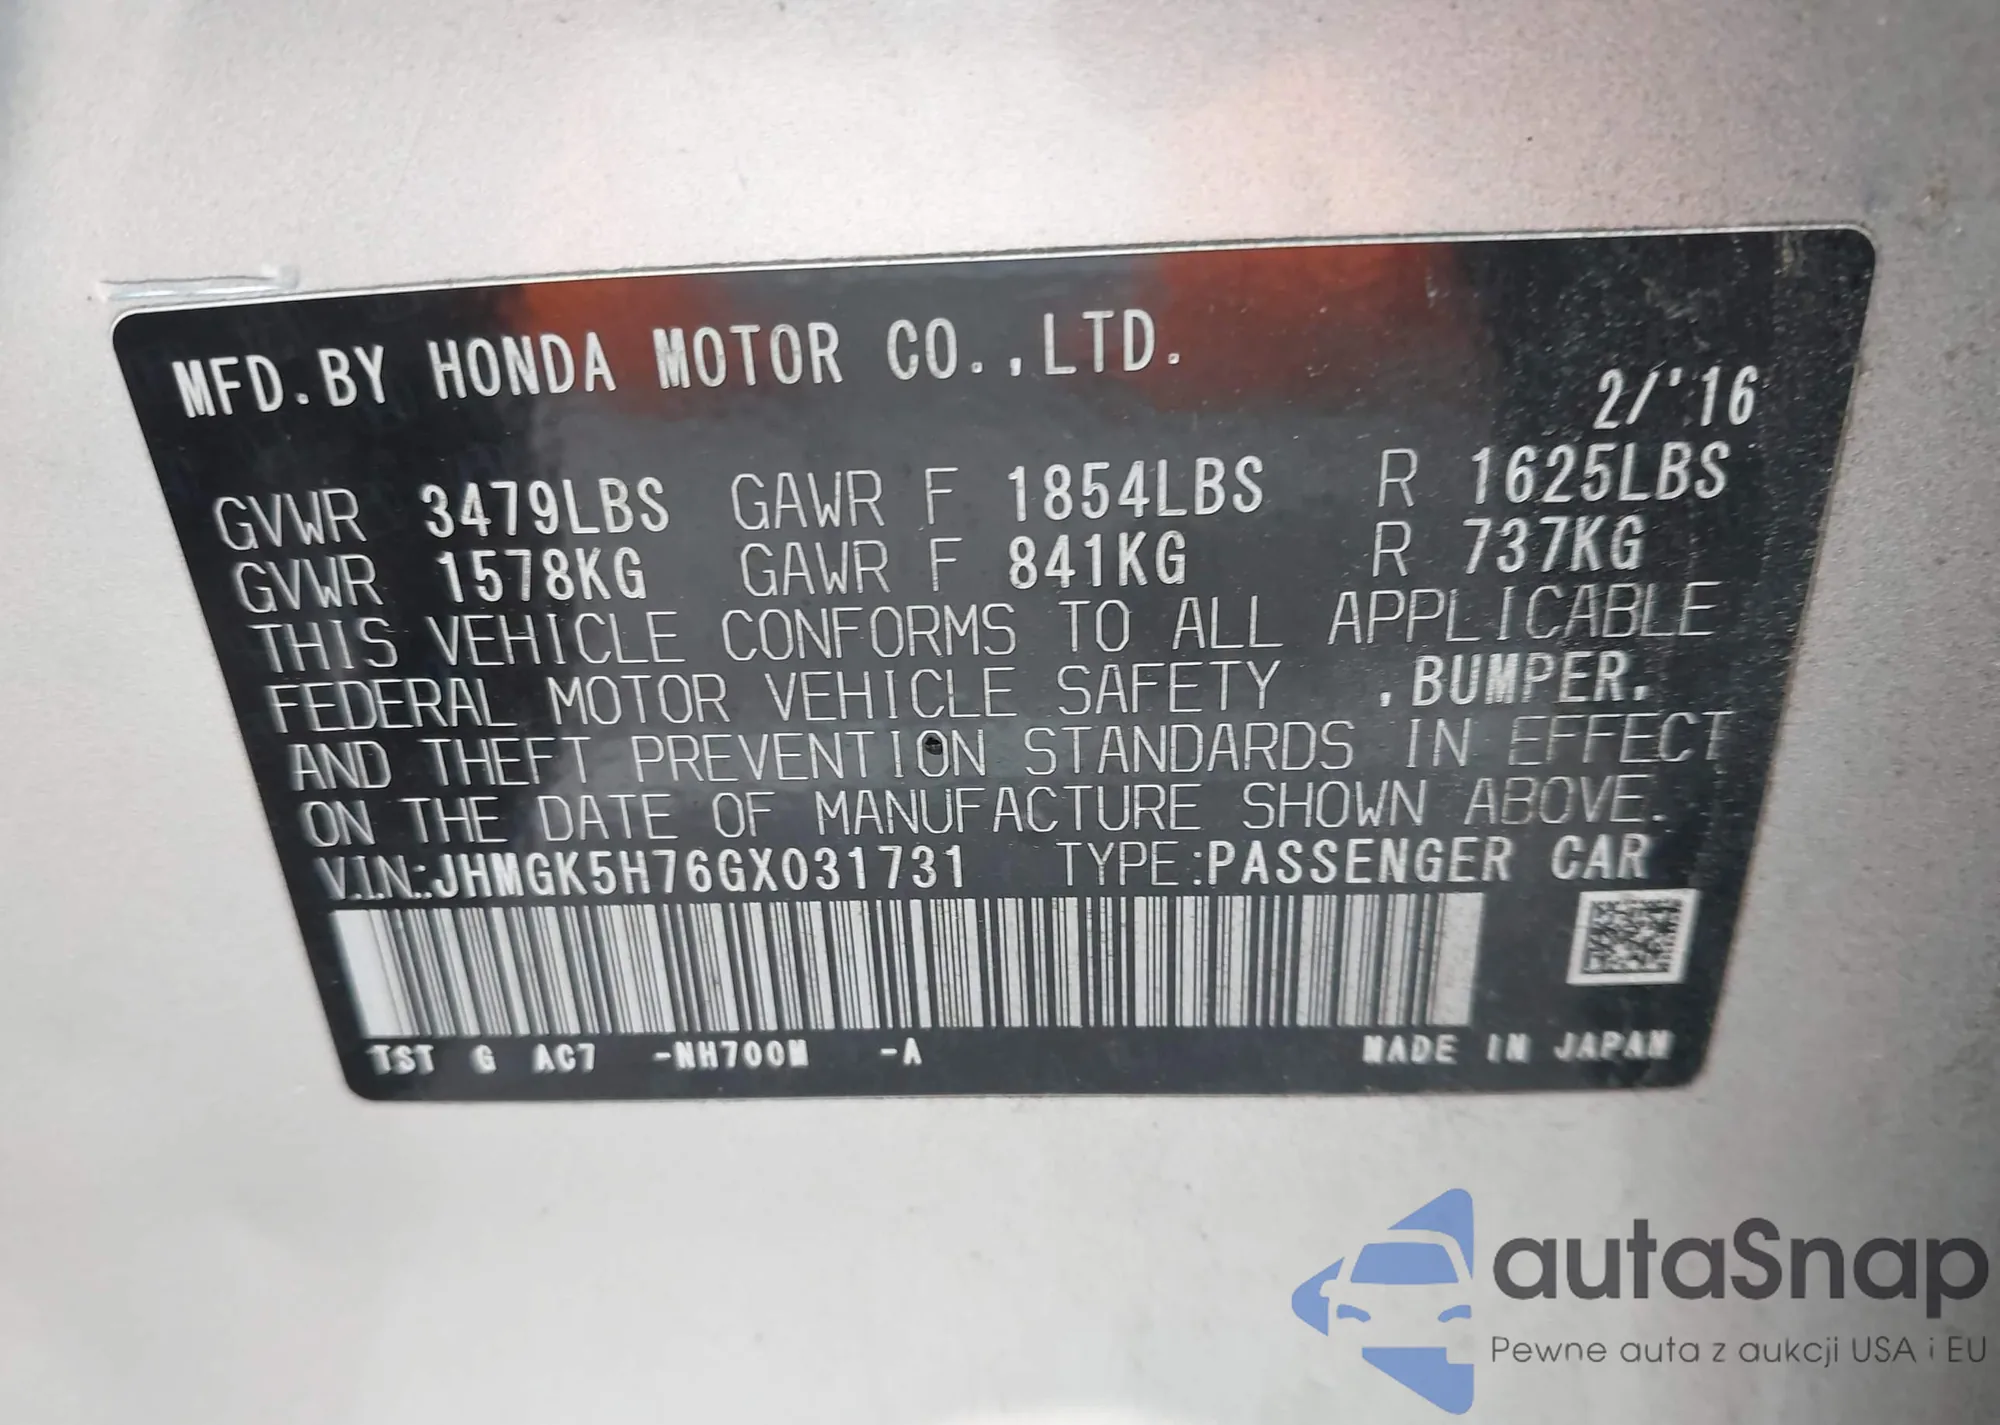 MFD.BY HONDA MOTOR CO.,LTD.
2/'16
GVWR 3479LBS GAWR F 1854LBS R 1625LBS
GVWR 1578KG GAWR F 841KG R 737KG
THIS VEHICLE CONFORMS TO ALL APPLICABLE
FEDERAL MOTOR VEHICLE SAFETY ,BUMPER,
AND THEFT PREVENTION STANDARDS IN EFFECT
ON THE DATE OF MANUFACTURE SHOWN ABOVE.
V.I.N.:JHMGK5H76GX031731 TYPE:PASSENGER CAR
TST G AC7 -NH700M -A MADE IN JAPAN
autaSnap
Pewne auta z aukcji USA i EU